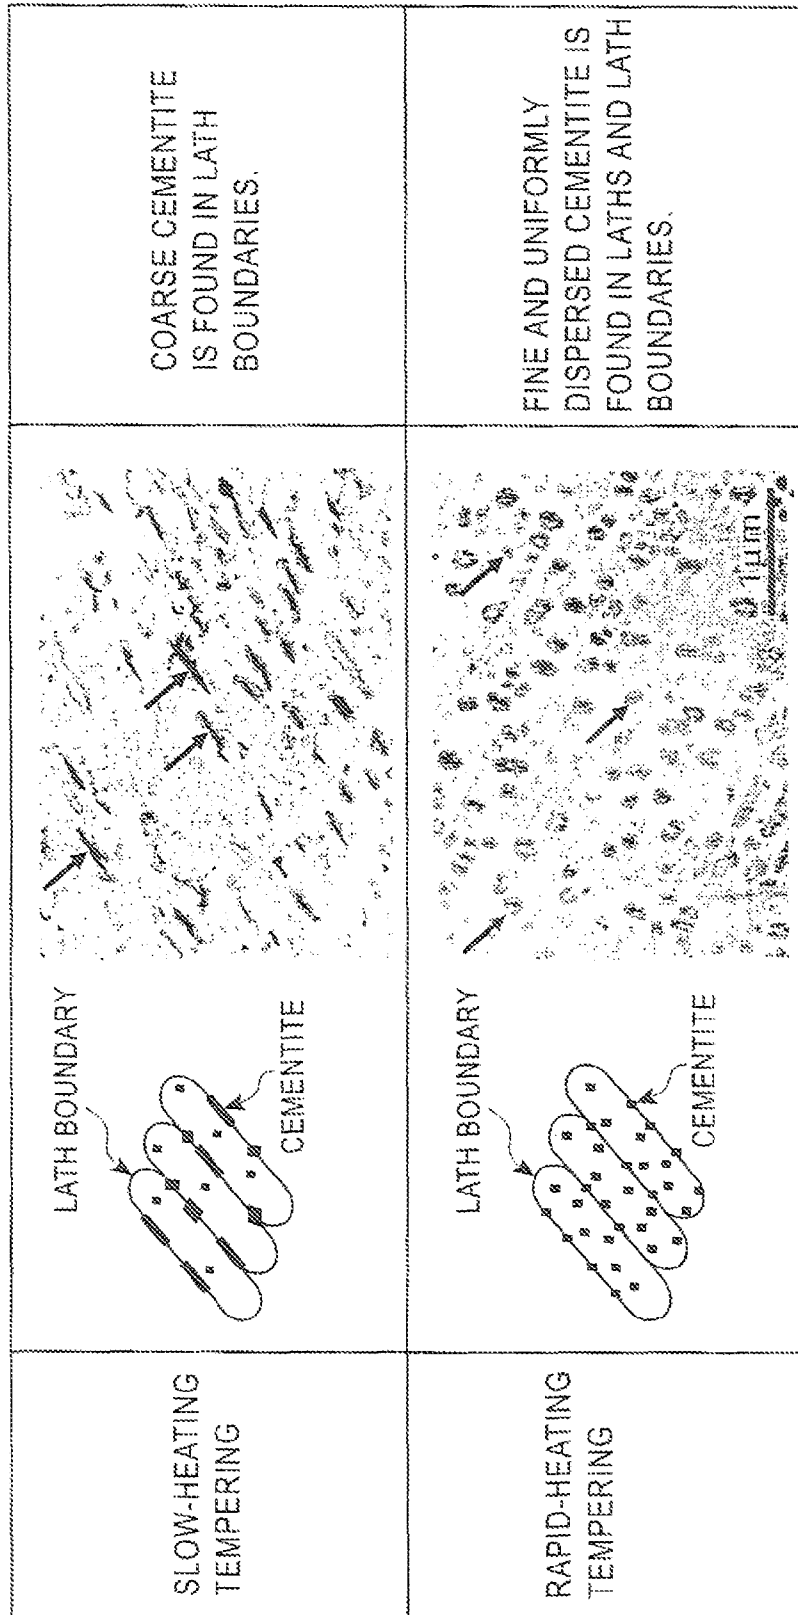 SLOW-HEATING
TEMPERING
LATH BOUNDARY
CEMENTITE
COARSE CEMENTITE
IS FOUND IN LATH
BOUNDARIES.
RAPID-HEATING
TEMPERING
LATH BOUNDARY
CEMENTITE
1μm
FINE AND UNIFORMLY
DISPERSED CEMENTITE IS
FOUND IN LATHS AND LATH
BOUNDARIES.